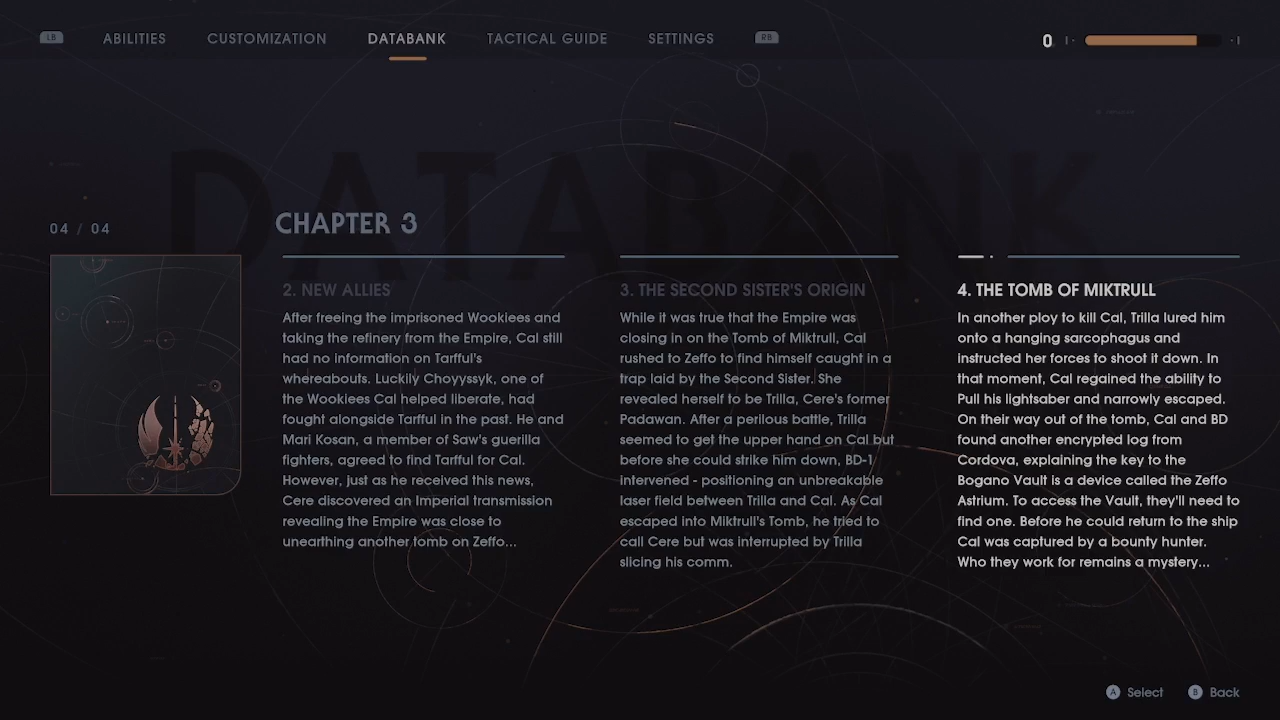 LB ABILITIES CUSTOMIZATION DATABANK TACTICAL GUIDE SETTINGS RB 0
DATABANK
04 / 04
CHAPTER 3
2. NEW ALLIES
After freeing the imprisoned Wookiees and
taking the refinery from the Empire, Cal still
had no information on Tarfful's
whereabouts. Luckily Choyyssyk, one of
the Wookiees Cal helped liberate, had
fought alongside Tarfful in the past. He and
Mari Kosan, a member of Saw's guerilla
fighters, agreed to find Tarfful for Cal.
However, just as he received this news,
Cere discovered an Imperial transmission
revealing the Empire was close to
unearthing another tomb on Zeffo...
3. THE SECOND SISTER'S ORIGIN
While it was true that the Empire was
closing in on the Tomb of Miktrull, Cal
rushed to Zeffo to find himself caught in a
trap laid by the Second Sister. She
revealed herself to be Trilla, Cere's former
Padawan. After a perilous battle, Trilla
seemed to get the upper hand on Cal but
before she could strike him down, BD-1
intervened - positioning an unbreakable
laser field between Trilla and Cal. As Cal
escaped into Miktrull's Tomb, he tried to
call Cere but was interrupted by Trilla
slicing his comm.
4. THE TOMB OF MIKTRULL
In another ploy to kill Cal, Trilla lured him
onto a hanging sarcophagus and
instructed her forces to shoot it down. In
that moment, Cal regained the ability to
Pull his lightsaber and narrowly escaped.
On their way out of the tomb, Cal and BD
found another encrypted log from
Cordova, explaining the key to the
Bogano Vault is a device called the Zeffo
Astrium. To access the Vault, they'll need to
find one. Before he could return to the ship
Cal was captured by a bounty hunter.
Who they work for remains a mystery...
A Select B Back